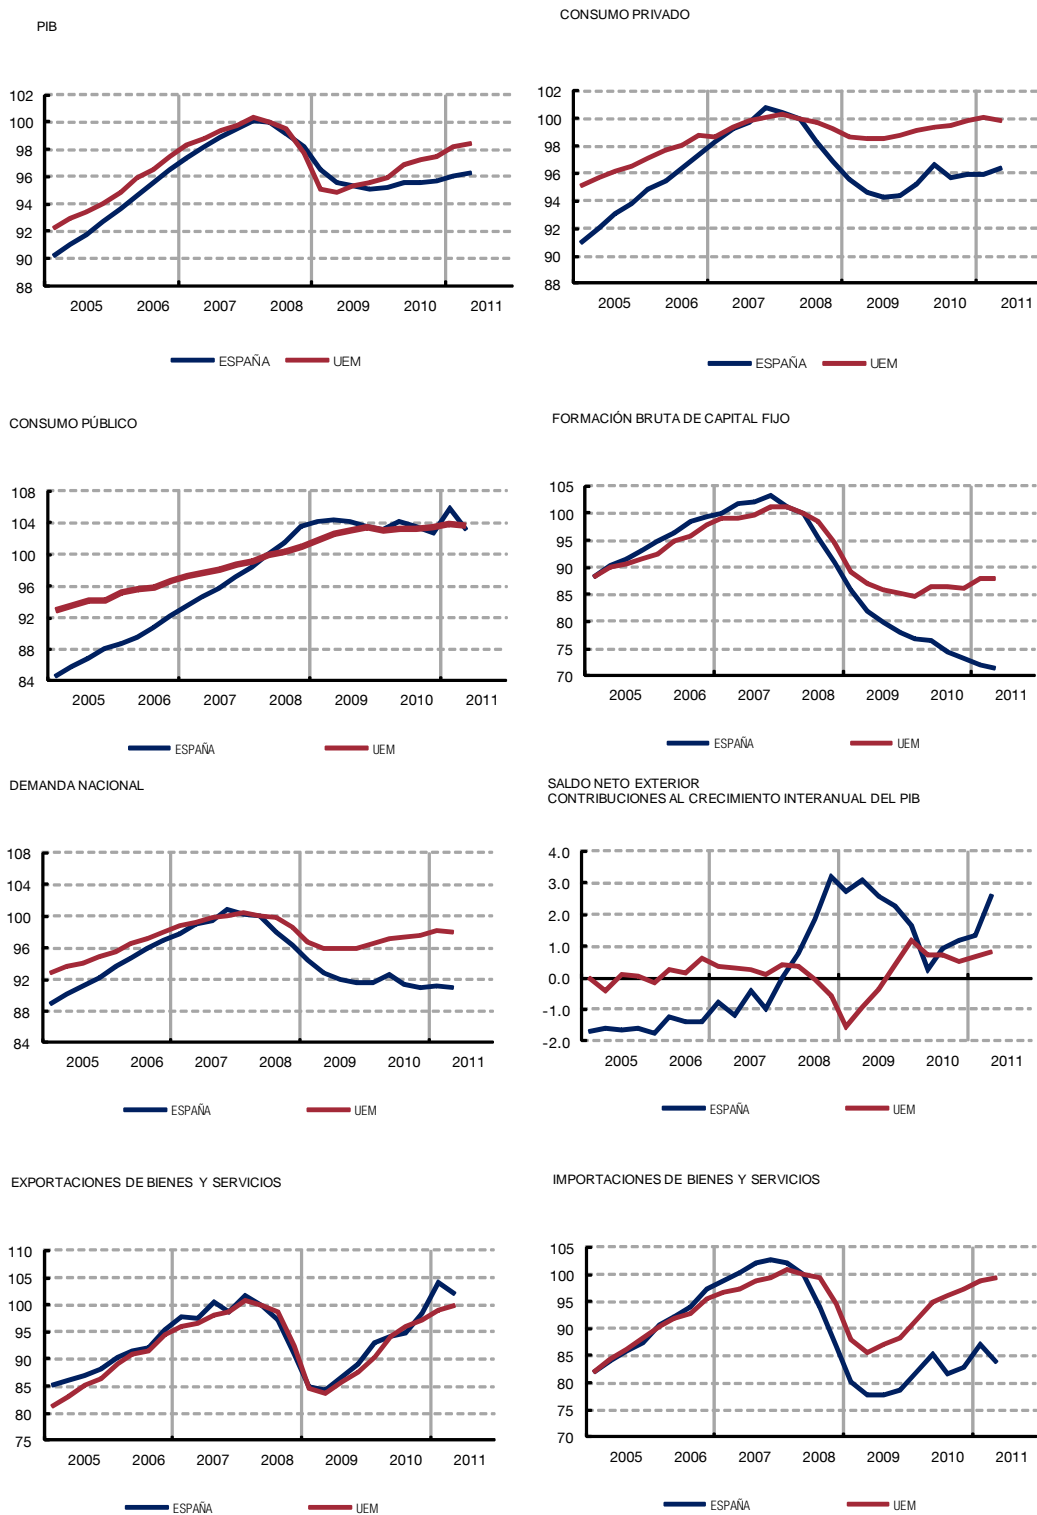 PIB
102
100
98
96
94
92
90
88
2005 2006 2007 2008 2009 2010 2011
ESPAÑA UEM
CONSUMO PRIVADO
102
100
98
96
94
92
90
88
2005 2006 2007 2008 2009 2010 2011
ESPAÑA UEM
CONSUMO PÚBLICO
108
104
100
96
92
88
84
2005 2006 2007 2008 2009 2010 2011
ESPAÑA UEM
FORMACIÓN BRUTA DE CAPITAL FIJO
105
100
95
90
85
80
75
70
2005 2006 2007 2008 2009 2010 2011
ESPAÑA UEM
DEMANDA NACIONAL
108
104
100
96
92
88
84
2005 2006 2007 2008 2009 2010 2011
ESPAÑA UEM
SALDO NETO EXTERIOR
CONTRIBUCIONES AL CRECIMIENTO INTERANUAL DEL PIB
4.0
3.0
2.0
1.0
0.0
-1.0
-2.0
2005 2006 2007 2008 2009 2010 2011
ESPAÑA UEM
EXPORTACIONES DE BIENES Y SERVICIOS
110
105
100
95
90
85
80
75
2005 2006 2007 2008 2009 2010 2011
ESPAÑA UEM
IMPORTACIONES DE BIENES Y SERVICIOS
105
100
95
90
85
80
75
70
2005 2006 2007 2008 2009 2010 2011
ESPAÑA UEM